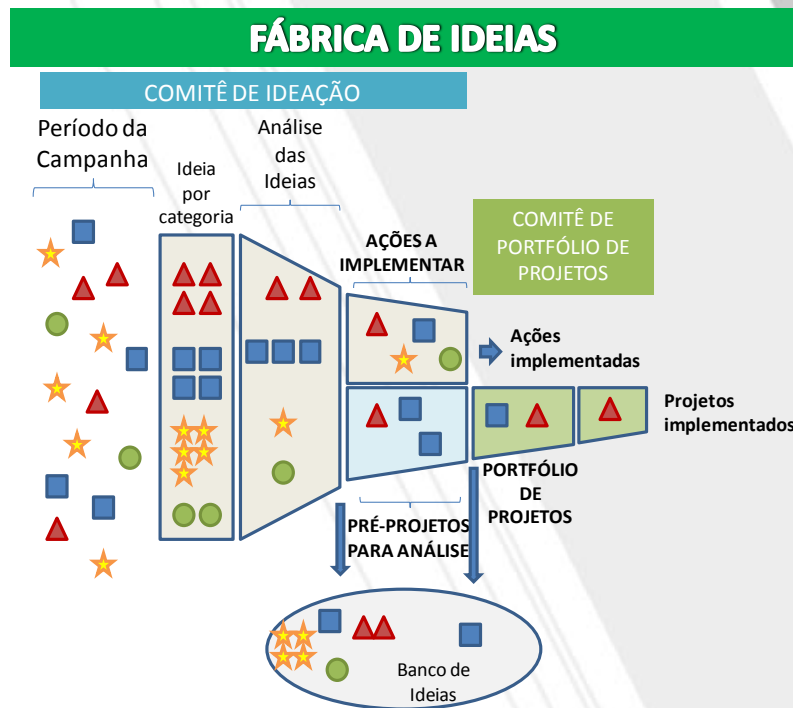 FÁBRICA DE IDEIAS
COMITÊ DE IDEAÇÃO
Período da
Campanha
Ideia
por
categoria
Análise
das
Ideias
AÇÕES A
IMPLEMENTAR
COMITÊ DE
PORTFÓLIO DE
PROJETOS
Ações
implementadas
Projetos
implementados
PORTFÓLIO
DE
PROJETOS
PRÉ-PROJETOS
PARA ANÁLISE
Banco de
Ideias